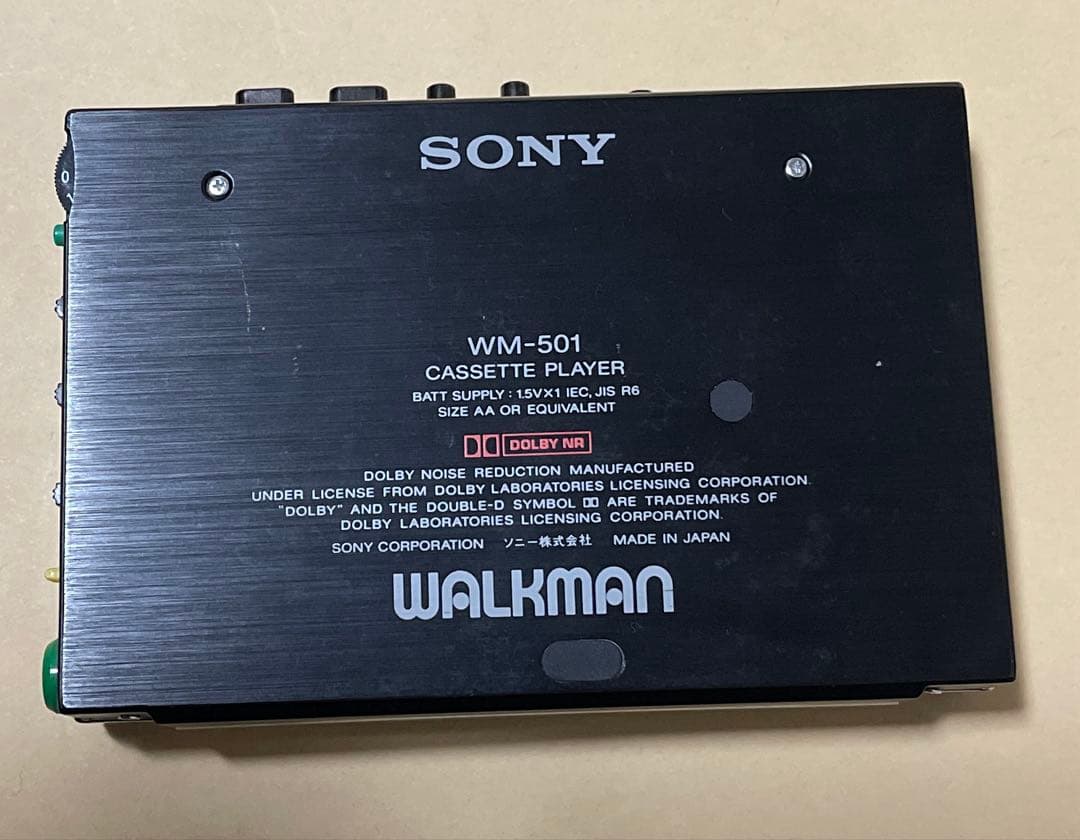 SONY
0
WM-501
CASSETTE PLAYER
BATT SUPPLY : 1.5V×1 IEC, JIS R6
SIZE AA OR EQUIVALENT
DOLBY NR
DOLBY NOISE REDUCTION MANUFACTURED
UNDER LICENSE FROM DOLBY LABORATORIES LICENSING CORPORATION.
"DOLBY" AND THE DOUBLE-D SYMBOL ARE TRADEMARKS OF
DOLBY LABORATORIES LICENSING CORPORATION.
SONY CORPORATION ソニー株式会社 MADE IN JAPAN
WALKMAN